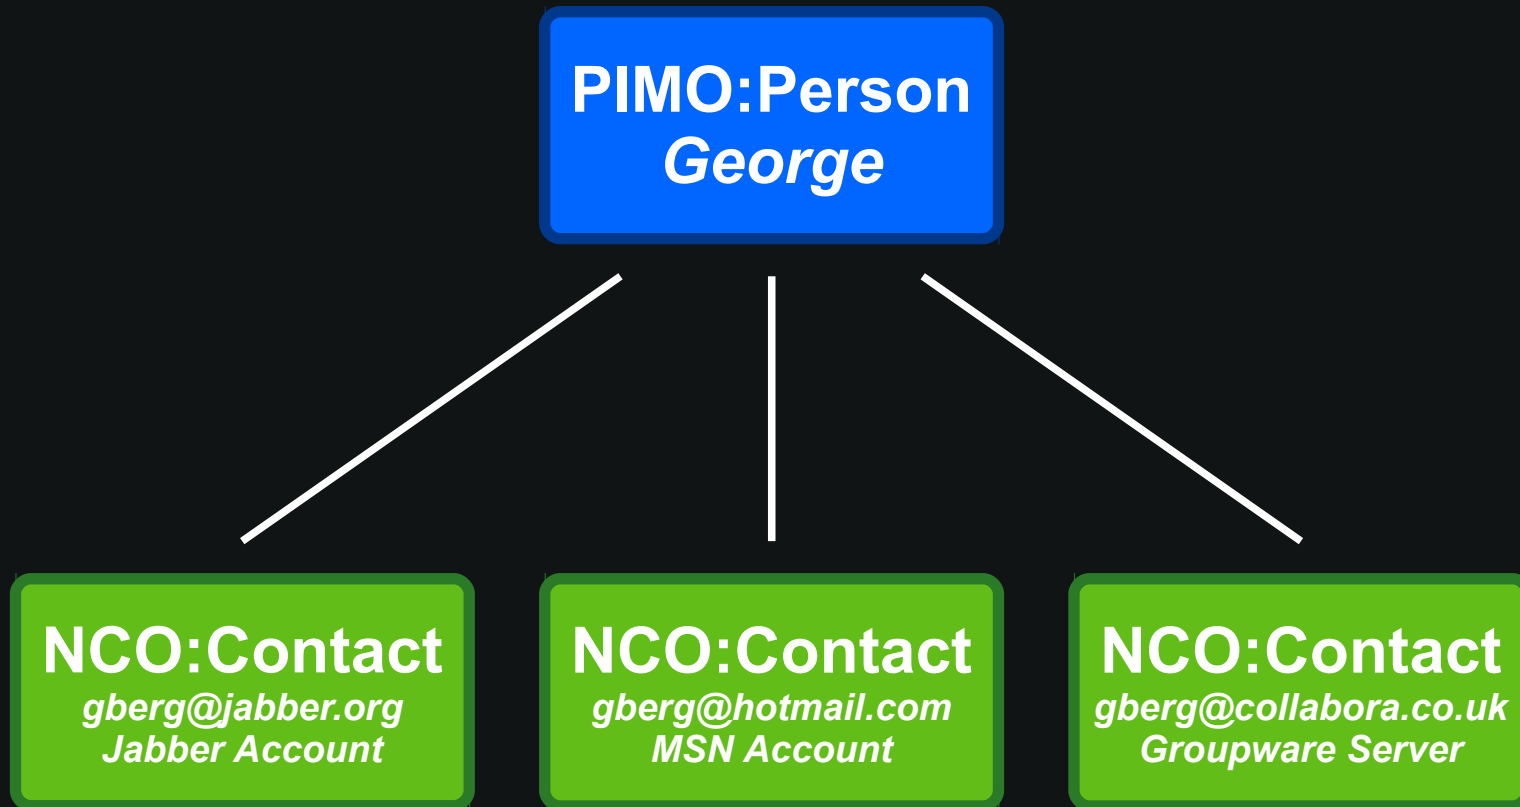 PIMO:Person
George
NCO:Contact
gberg@jabber.org
Jabber Account
NCO:Contact
gberg@hotmail.com
MSN Account
NCO:Contact
gberg@collabora.co.uk
Groupware Server